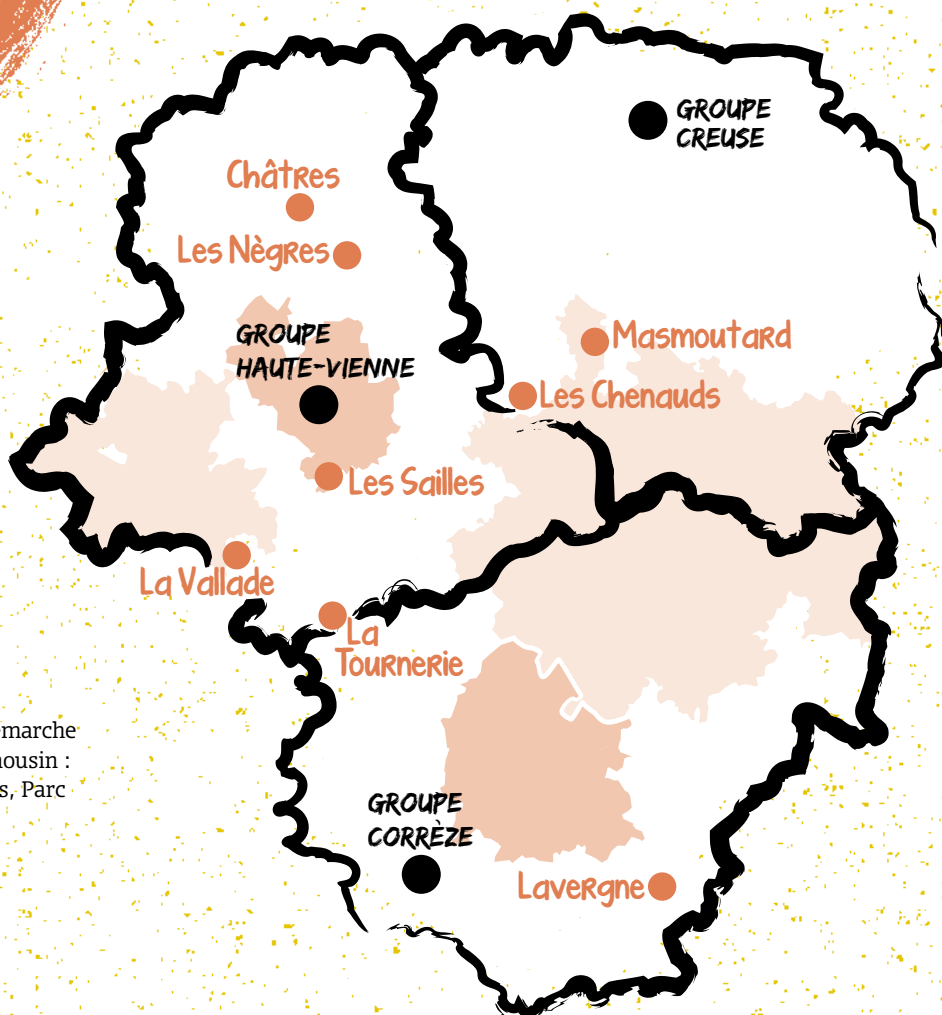 GROUPE
CREUSE
Châtres
Les Nègres
GROUPE
HAUTE-VIENNE
Masmoutard
Les Chenauds
Les Sailles
La Vallade
La
Tournerie
GROUPE
CORRÈZE
Lavergne
Parc